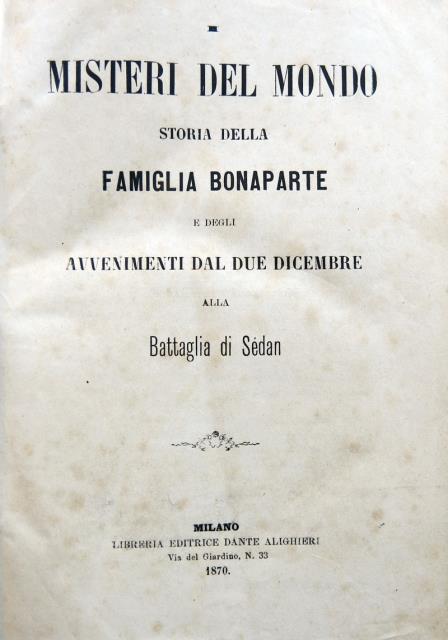 I
MISTERI DEL MONDO
STORIA DELLA
FAMIGLIA BONAPARTE
E DEGLI
AVVENIMENTI DAL DUE DICEMBRE
ALLA
Battaglia di Sédan
MILANO
LIBRERIA EDITRICE DANTE ALIGHIERI
Via del Giardino, N. 33
1870.